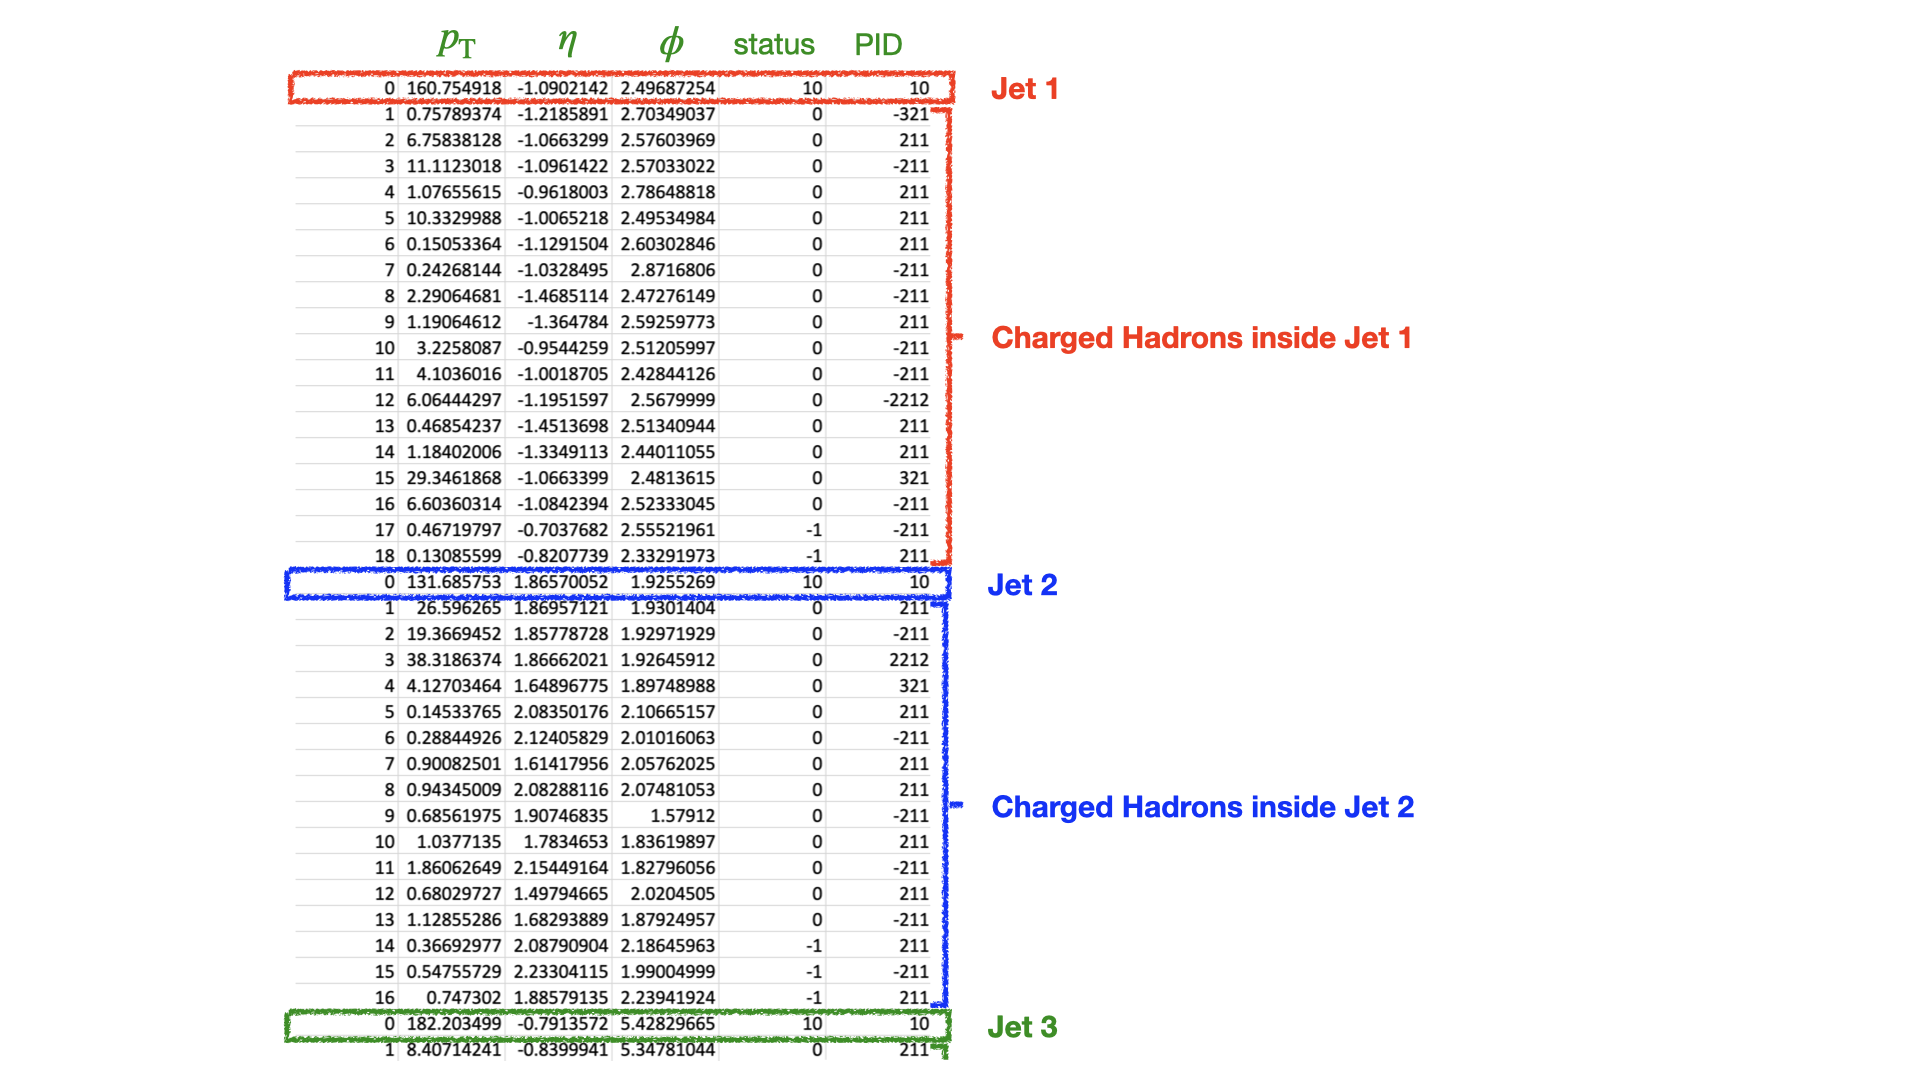 pT η ϕ status PID
0 160.754918 -1.0902142 2.49687254 10 10 Jet 1
1 0.75789374 -1.2185891 2.70349037 0 -321
2 6.75838128 -1.0663299 2.57603969 0 211
3 11.1123018 -1.0961422 2.57033022 0 -211
4 1.07655615 -0.9618003 2.78648818 0 211
5 10.3329988 -1.0065218 2.49534984 0 211
6 0.15053364 -1.1291504 2.60302846 0 211
7 0.24268144 -1.0328495 2.8716806 0 -211
8 2.29064681 -1.4685114 2.47276149 0 -211
9 1.19064612 -1.364784 2.59259773 0 211
Charged Hadrons inside Jet 1
10 3.2258087 -0.9544259 2.51205997 0 -211
11 4.1036016 -1.0018705 2.42844126 0 -211
12 6.06444297 -1.1951597 2.5679999 0 -2212
13 0.46854237 -1.4513698 2.51340944 0 211
14 1.18402006 -1.3349113 2.44011055 0 211
15 29.3461868 -1.0663399 2.4813615 0 321
16 6.60360314 -1.0842394 2.52333045 0 -211
17 0.46719797 -0.7037682 2.55521961 -1 -211
18 0.13085599 -0.8207739 2.33291973 -1 211
0 131.685753 1.86570052 1.9255269 10 10 Jet 2
1 26.596265 1.86957121 1.9301404 0 211
2 19.3669452 1.85778728 1.92971929 0 -211
3 38.3186374 1.86662021 1.92645912 0 2212
4 4.12703464 1.64896775 1.89748988 0 321
5 0.14533765 2.08350176 2.10665157 0 211
6 0.28844926 2.12405829 2.01016063 0 -211
7 0.90082501 1.61417956 2.05762025 0 211
8 0.94345009 2.08288116 2.07481053 0 211
Charged Hadrons inside Jet 2
9 0.68561975 1.90746835 1.57912 0 -211
10 1.0377135 1.7834653 1.83619897 0 211
11 1.86062649 2.15449164 1.82796056 0 -211
12 0.68029727 1.49794665 2.0204505 0 211
13 1.12855286 1.68293889 1.87924957 0 -211
14 0.36692977 2.08790904 2.18645963 -1 211
15 0.54755729 2.23304115 1.99004999 -1 -211
16 0.747302 1.88579135 2.23941924 -1 211
0 182.203499 -0.7913572 5.42829665 10 10 Jet 3
1 8.40714241 -0.8399941 5.34781044 0 211